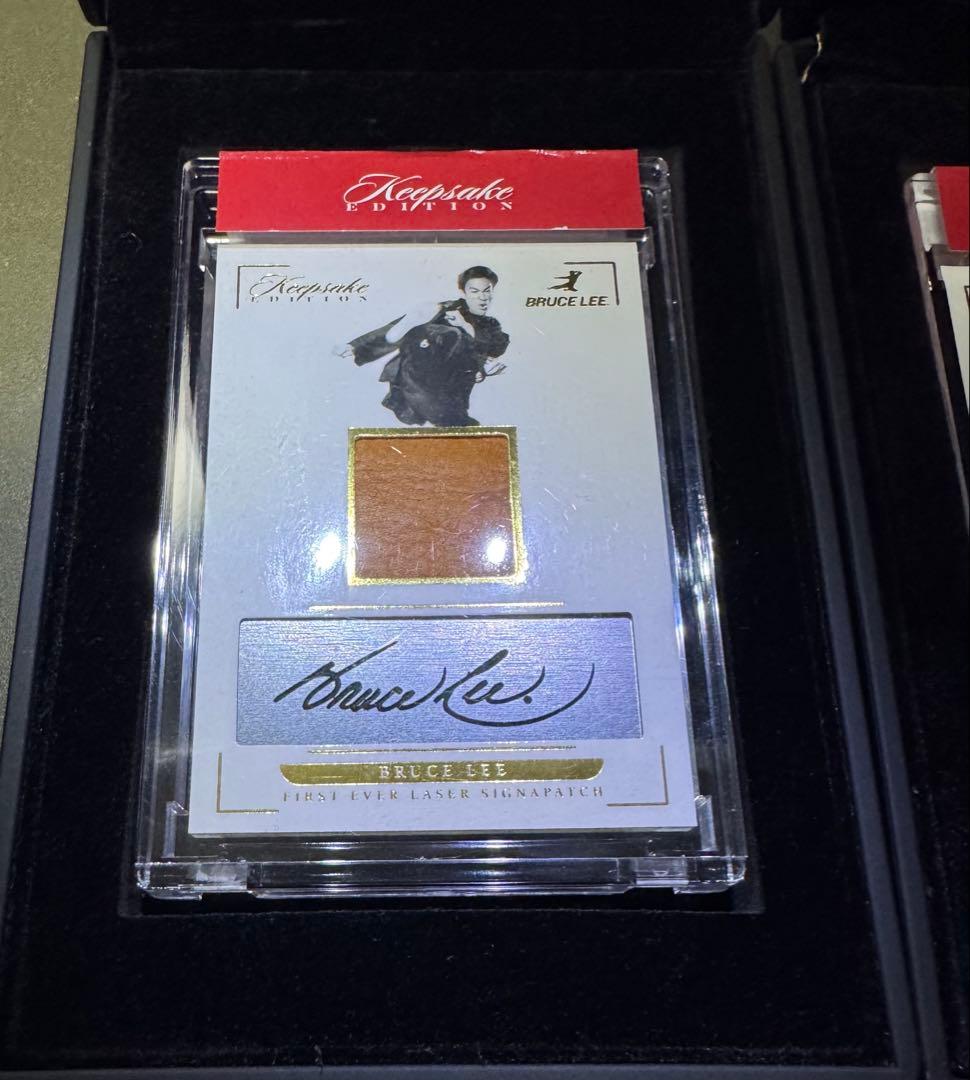 Keepsake
EDITION
Keepsake
EDITION
BRUCE LEE
Bruce Lee.
BRUCE LEE
FIRST-EVER LASER SIGNAPATCH